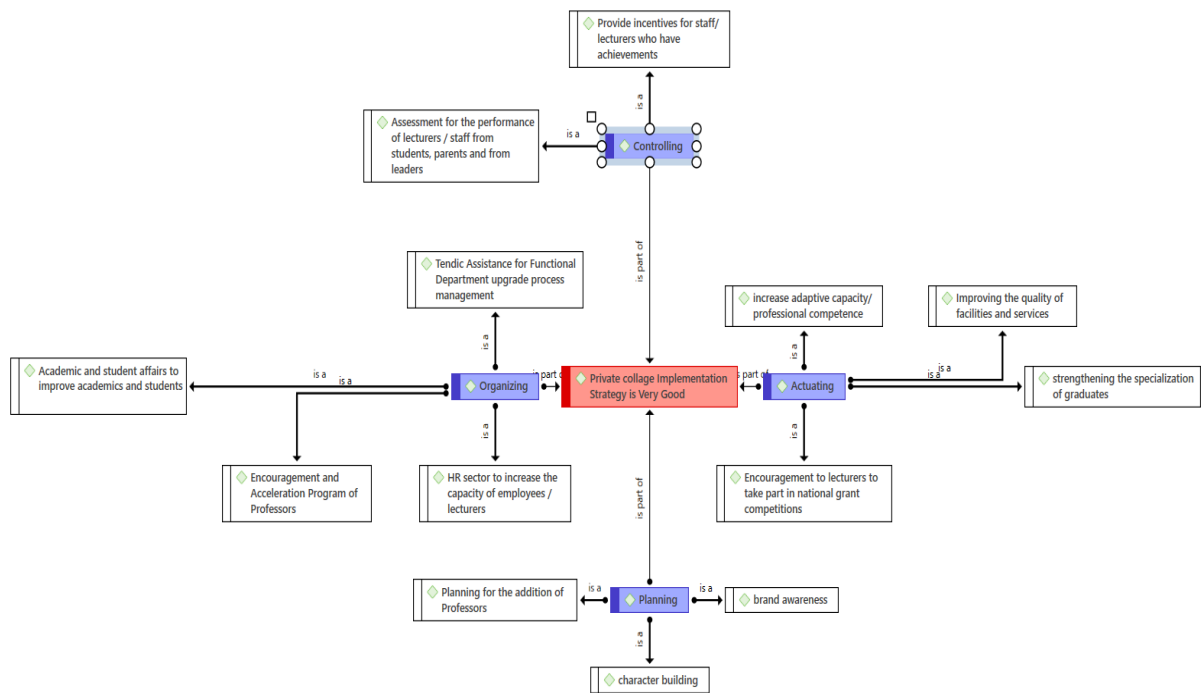 Provide incentives for staff/
lecturers who have
achievements
is a
Assessment for the performance
of lecturers / staff from
students, parents and from
leaders
is a
Controlling
is part of
Tendic Assistance for Functional
Department upgrade process
management
is a
increase adaptive capacity/
professional competence
is a
Improving the quality of
facilities and services
is a
Academic and student affairs to
improve academics and students
is a
is a
Organizing
is part of
Private collage Implementation
Strategy is Very Good
is part of
Actuating
is a
strengthening the specialization
of graduates
is a
is a
Encouragement and
Acceleration Program of
Professors
HR sector to increase the
capacity of employees /
lecturers
Encouragement to lecturers to
take part in national grant
competitions
is part of
Planning for the addition of
Professors
is a
Planning
is a
brand awareness
is a
character building